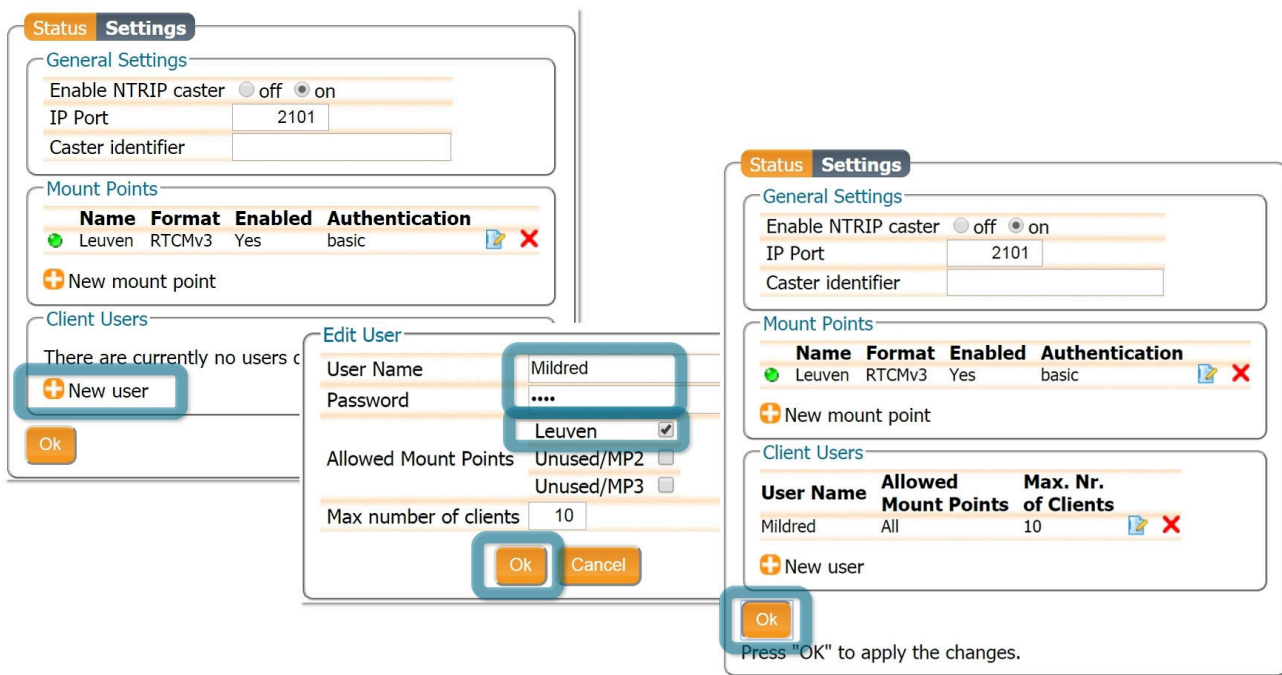 Status Settings
General Settings
Enable NTRIP caster off on
IP Port 2101
Caster identifier
Mount Points
Name Format Enabled Authentication
Leuven RTCMv3 Yes basic
New mount point
Client Users
There are currently no users
New user
Ok
Edit User
User Name Mildred
Password ••••
Allowed Mount Points
Leuven
Unused/MP2
Unused/MP3
Max number of clients 10
Ok Cancel
Status Settings
General Settings
Enable NTRIP caster off on
IP Port 2101
Caster identifier
Mount Points
Name Format Enabled Authentication
Leuven RTCMv3 Yes basic
New mount point
Client Users
User Name Allowed Mount Points Max. Nr. of Clients
Mildred All 10
New user
Ok
Press "OK" to apply the changes.